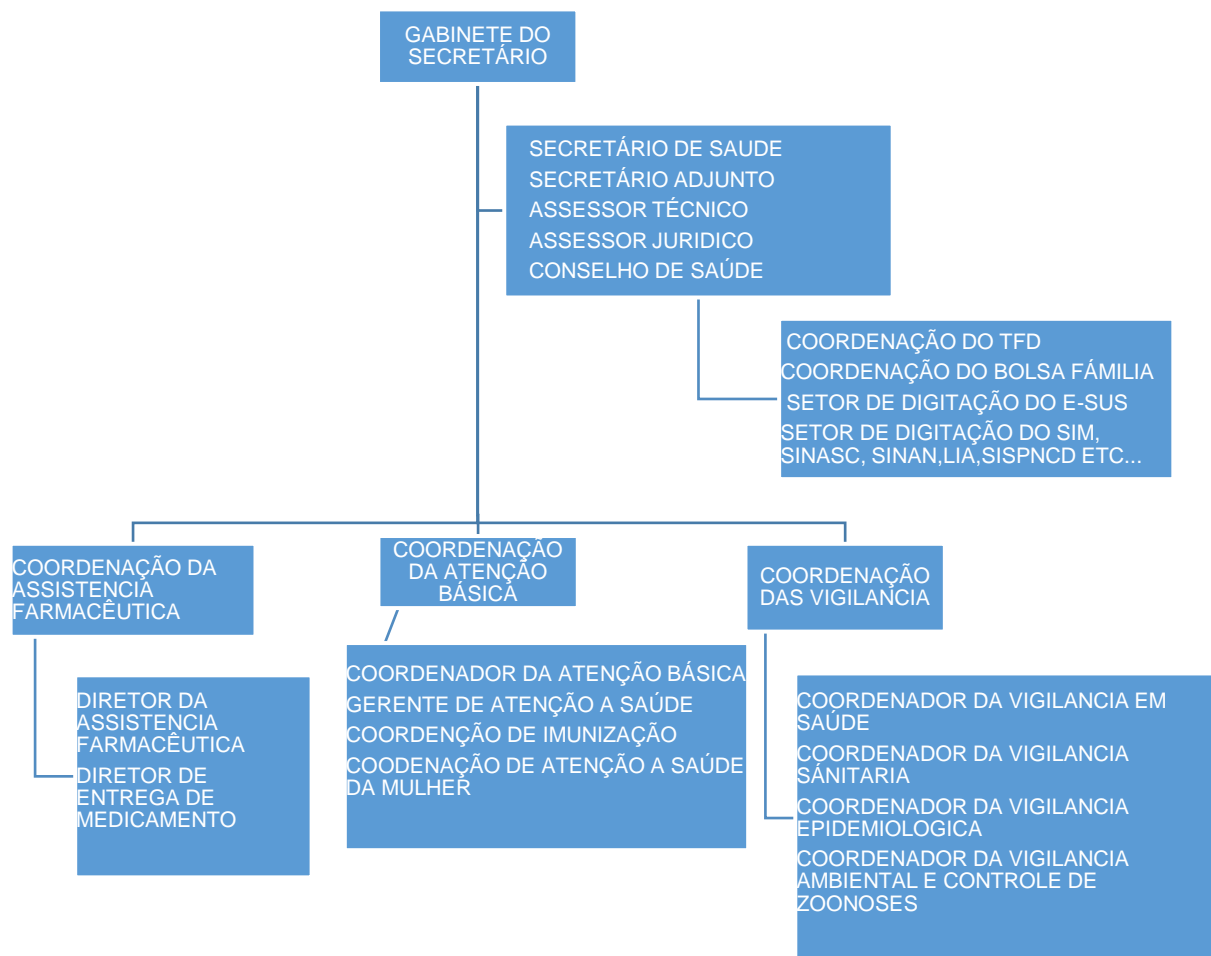 GABINETE DO
SECRETÁRIO
SECRETÁRIO DE SAUDE
SECRETÁRIO ADJUNTO
ASSESSOR TÉCNICO
ASSESSOR JURIDICO
CONSELHO DE SAÚDE
COORDENAÇÃO DO TFD
COORDENAÇÃO DO BOLSA FÁMILIA
SETOR DE DIGITAÇÃO DO E-SUS
SETOR DE DIGITAÇÃO DO SIM,
SINASC, SINAN,LIA,SISPNCD ETC...
COORDENAÇÃO DA
ASSISTENCIA
FARMACÊUTICA
DIRETOR DA
ASSISTENCIA
FARMACÊUTICA
DIRETOR DE
ENTREGA DE
MEDICAMENTO
COORDENAÇÃO
DA ATENÇÃO
BÁSICA
COORDENADOR DA ATENÇÃO BÁSICA
GERENTE DE ATENÇÃO A SAÚDE
COORDENÇÃO DE IMUNIZAÇÃO
COODENAÇÃO DE ATENÇÃO A SAÚDE
DA MULHER
COORDENAÇÃO
DAS VIGILANCIA
COORDENADOR DA VIGILANCIA EM
SAÚDE
COORDENADOR DA VIGILANCIA
SÁNITARIA
COORDENADOR DA VIGILANCIA
EPIDEMIOLOGICA
COORDENADOR DA VIGILANCIA
AMBIENTAL E CONTROLE DE
ZOONOSES